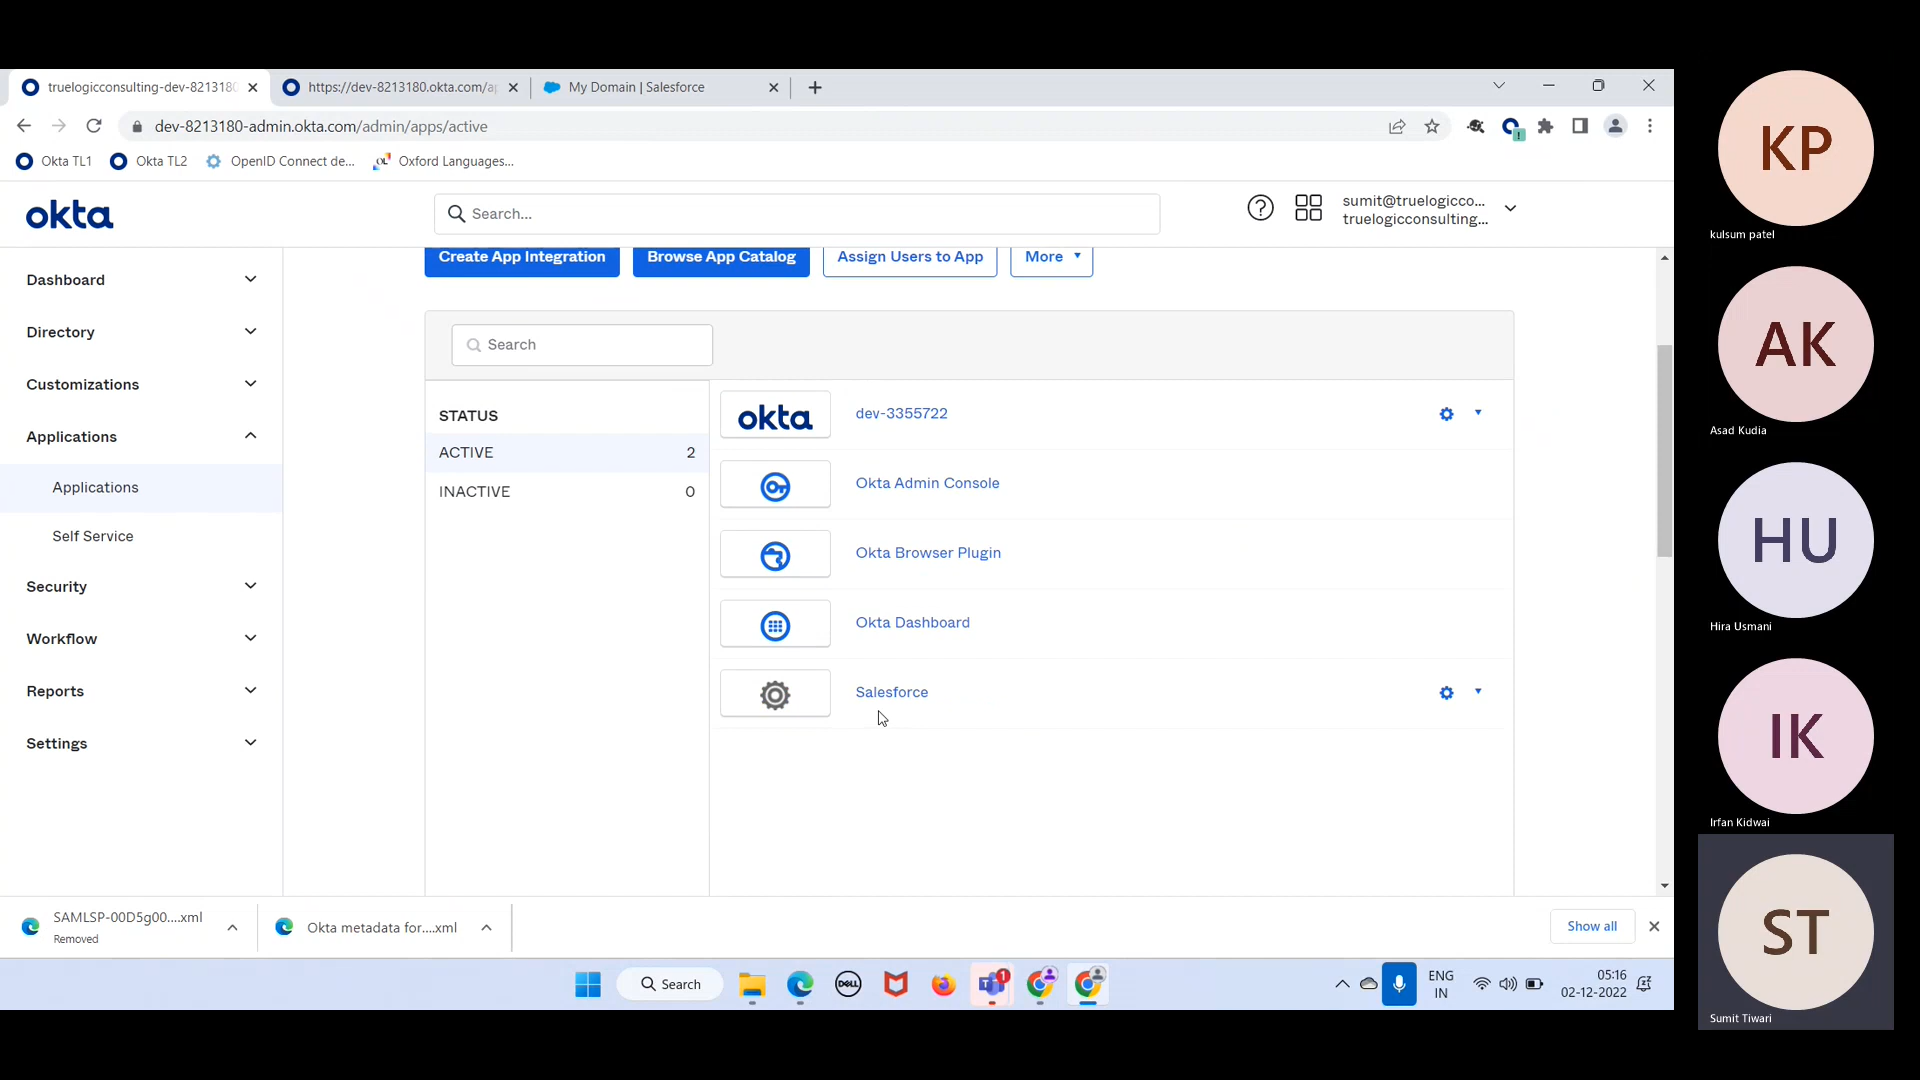 truelogicconsulting-dev-8213180
https://dev-8213180.okta.com/ap
My Domain | Salesforce
dev-8213180-admin.okta.com/admin/apps/active
Okta TL1
Okta TL2
OpenID Connect de...
OL
Oxford Languages...
okta
Search...
sumit@truelogicco...
truelogicconsulting...
Dashboard
Directory
Customizations
Applications
Applications
Self Service
Security
Workflow
Reports
Settings
Create App Integration
Browse App Catalog
Assign Users to App
More
Search
STATUS
ACTIVE 2
INACTIVE 0
okta
dev-3355722
Okta Admin Console
Okta Browser Plugin
Okta Dashboard
Salesforce
SAMLSP-00D5g00....xml
Removed
Okta metadata for....xml
Show all
Search
DELL
1
ENG
IN
05:16
02-12-2022
KP
kulsum patel
AK
Asad Kudia
HU
Hira Usmani
IK
Irfan Kidwai
ST
Sumit Tiwari